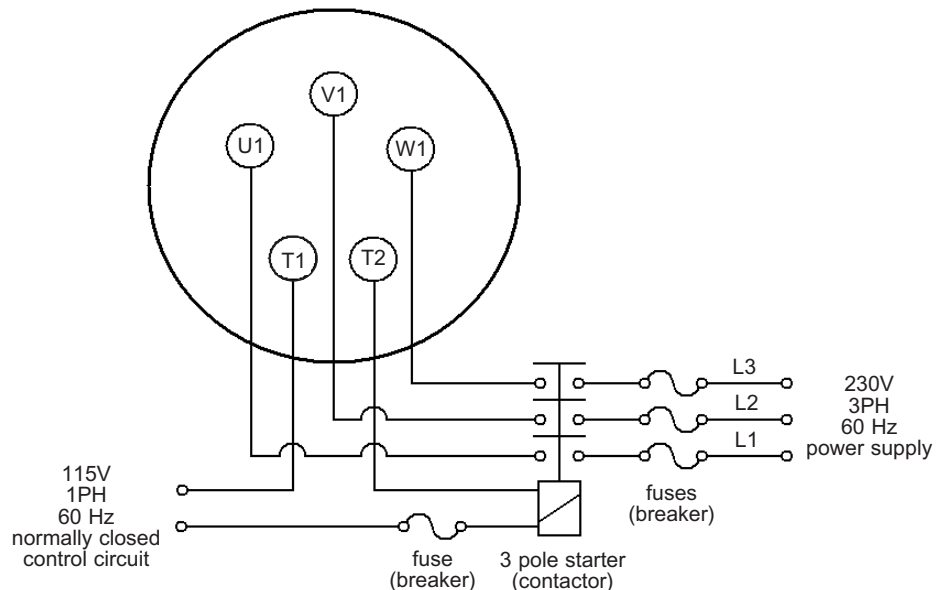 V1
U1
W1
T1
T2
L3
L2
L1
230V
3PH
60 Hz
power supply
115V
1PH
60 Hz
normally closed
control circuit
fuses
(breaker)
fuse
(breaker)
3 pole starter
(contactor)